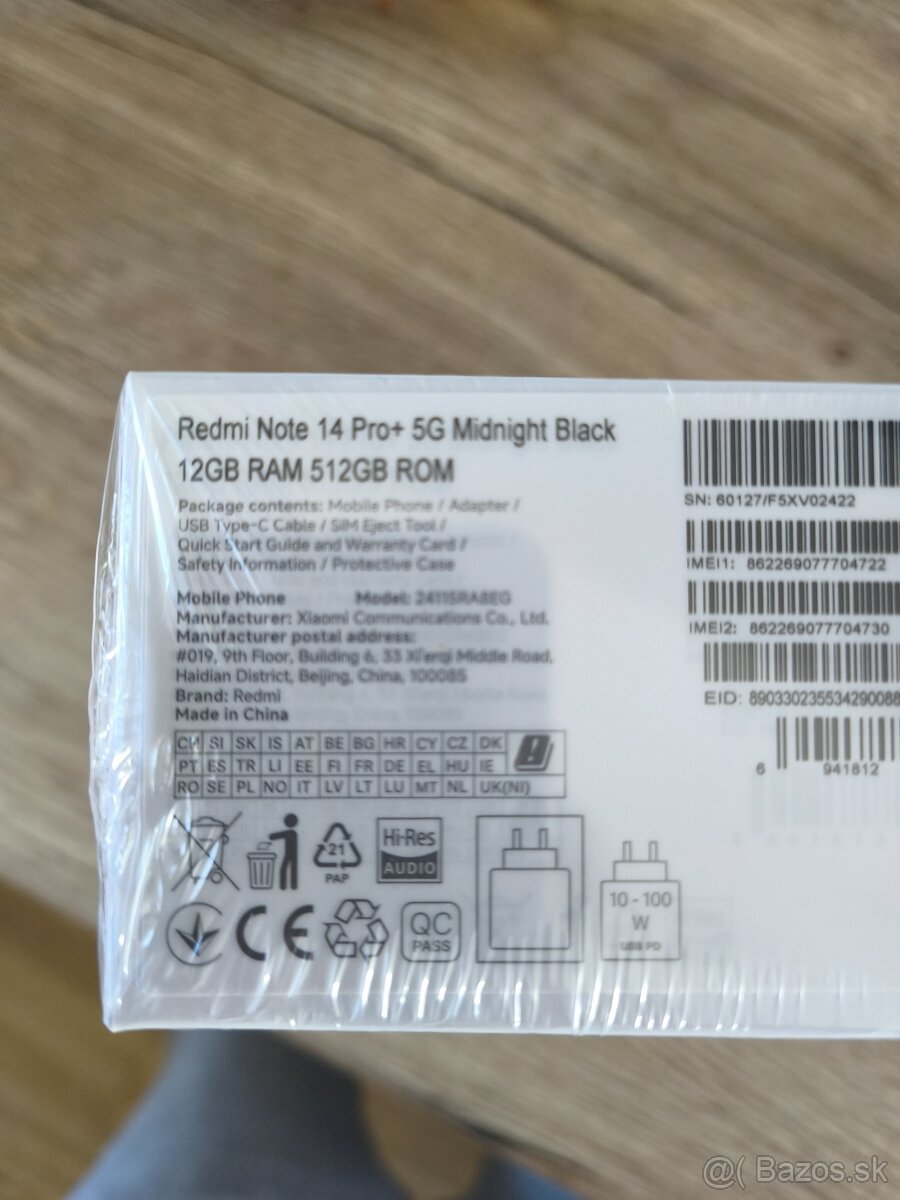 Redmi Note 14 Pro+ 5G Midnight Black
12GB RAM 512GB ROM
Package contents: Mobile Phone / Adapter /
USB Type-C Cable / SIM Eject Tool /
Quick Start Guide and Warranty Card /
Safety Information / Protective Case
Mobile Phone Model: 24115RA8EG
Manufacturer: Xiaomi Communications Co., Ltd.
Manufacturer postal address:
#019, 9th Floor, Building 6, 33 Xi'erqi Middle Road,
Haidian District, Beijing, China, 100085
Brand: Redmi
Made in China
SN: 60127/F5XV02422
IMEI1: 862269077704722
IMEI2: 862269077704730
EID: 890330235534290088
6 941812
CH SI SK IS AT BE BG HR CY CZ DK
PT ES TR LI EE FI FR DE EL HU IE
RO SE PL NO IT LV LT LU MT NL UK(NI)
21
PAP
Hi-Res
AUDIO
CE
QC
PASS
10 - 100
W
USB PD
@( Bazos.sk